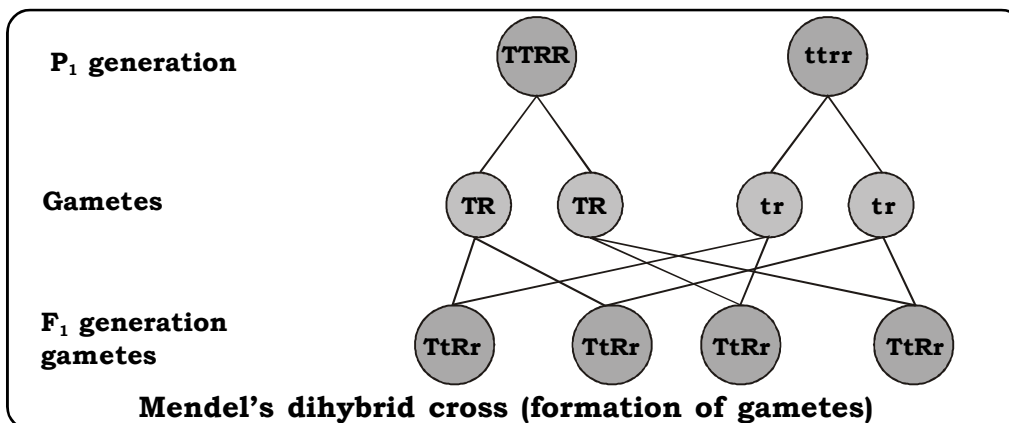 P₁ generation TTRR ttrr
Gametes TR TR tr tr
F₁ generation
gametes TtRr TtRr TtRr TtRr
Mendel's dihybrid cross (formation of gametes)